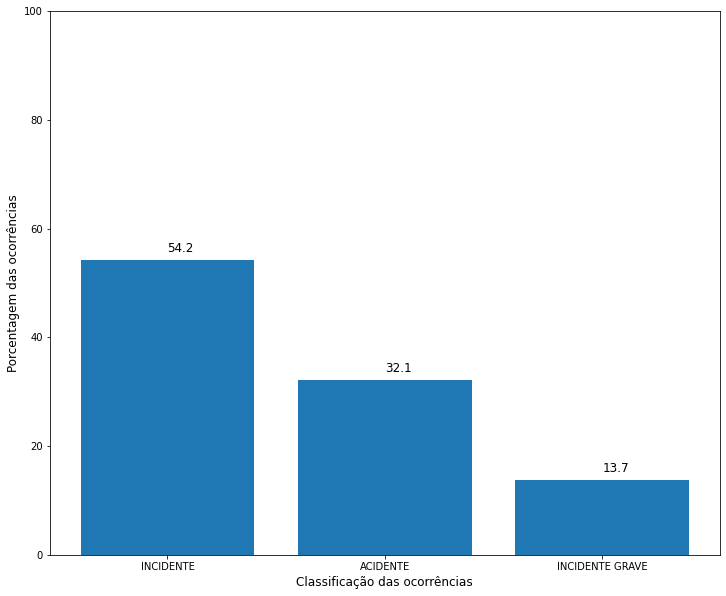 100
80
60
40
20
0
Porcentagem das ocorrências
54.2
32.1
13.7
INCIDENTE
ACIDENTE
INCIDENTE GRAVE
Classificação das ocorrências